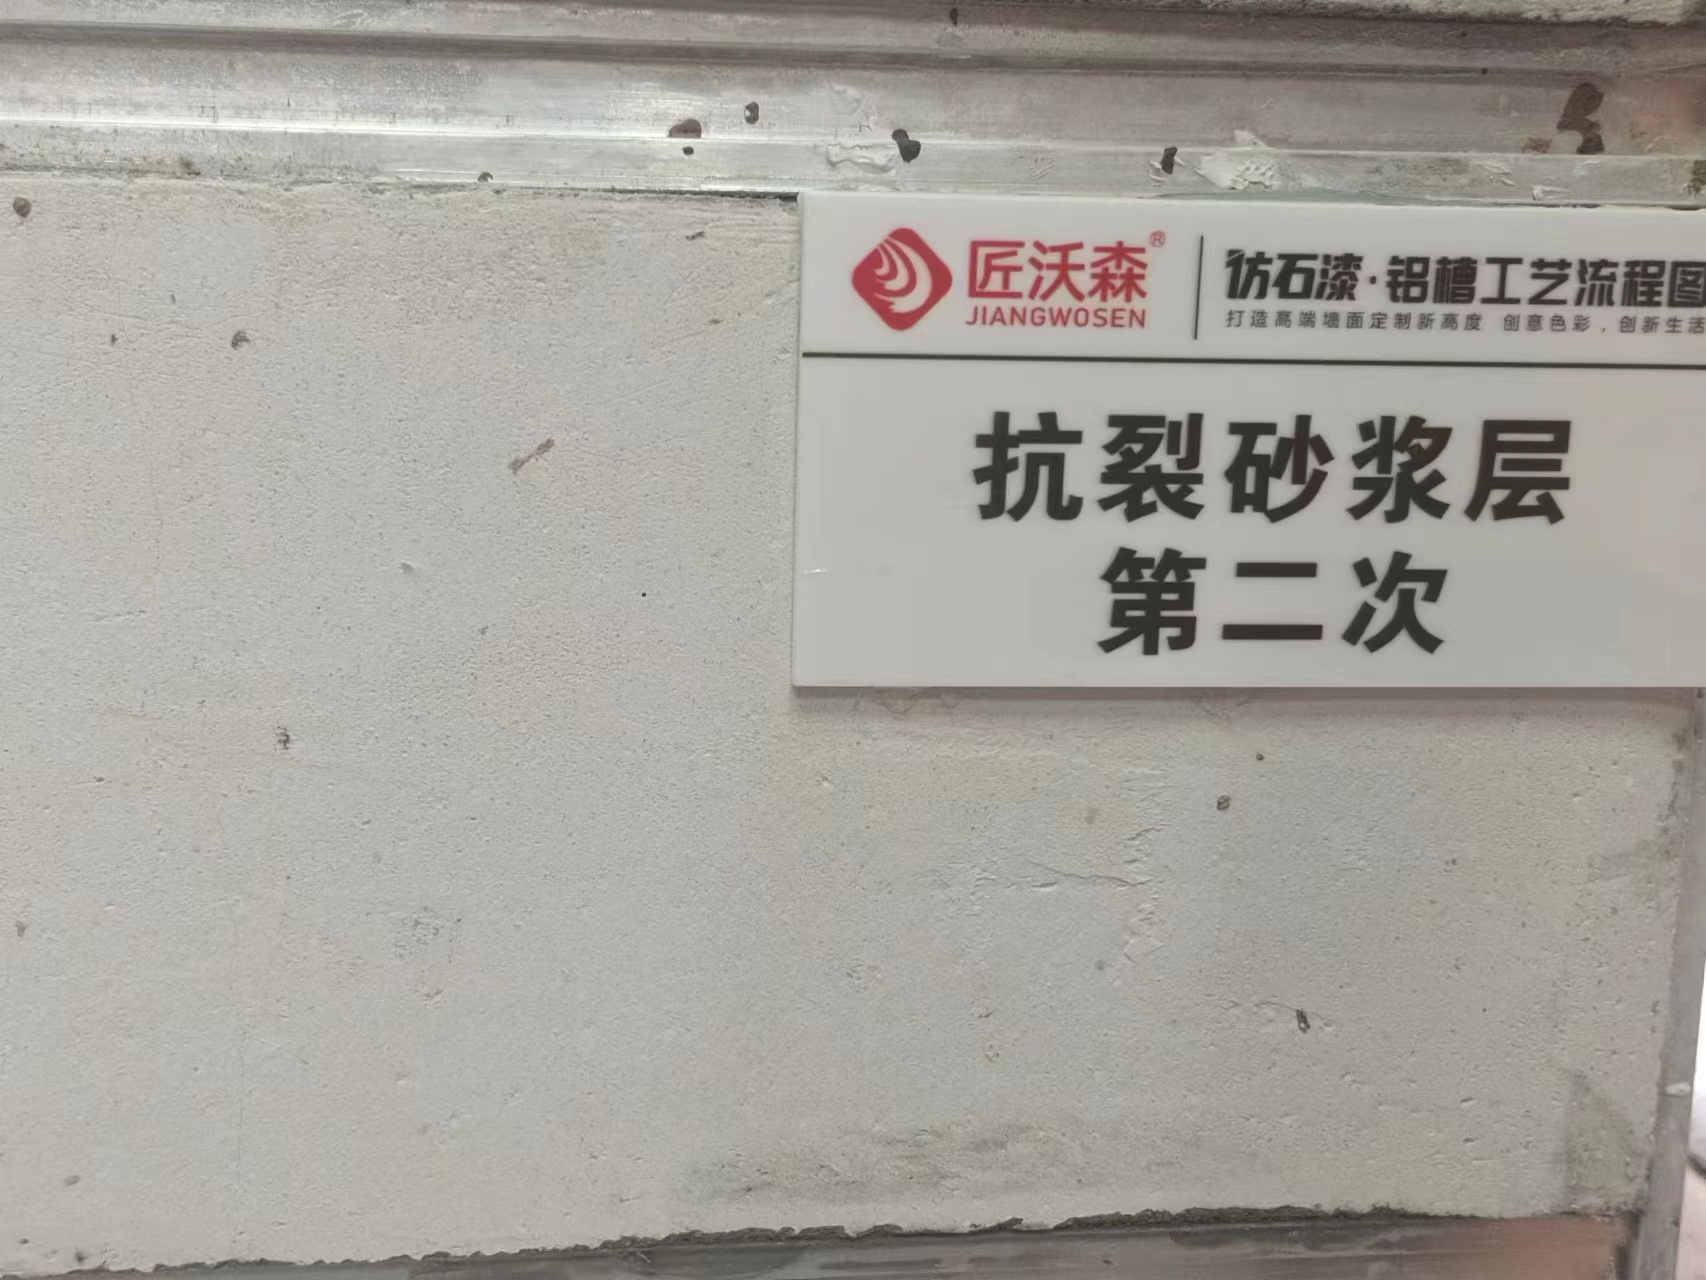 匠沃森®
JIANGWOSEN
仿石漆·铝槽工艺流程图
打造高端墙面定制新高度 创意色彩，创新生活
抗裂砂浆层
第二次